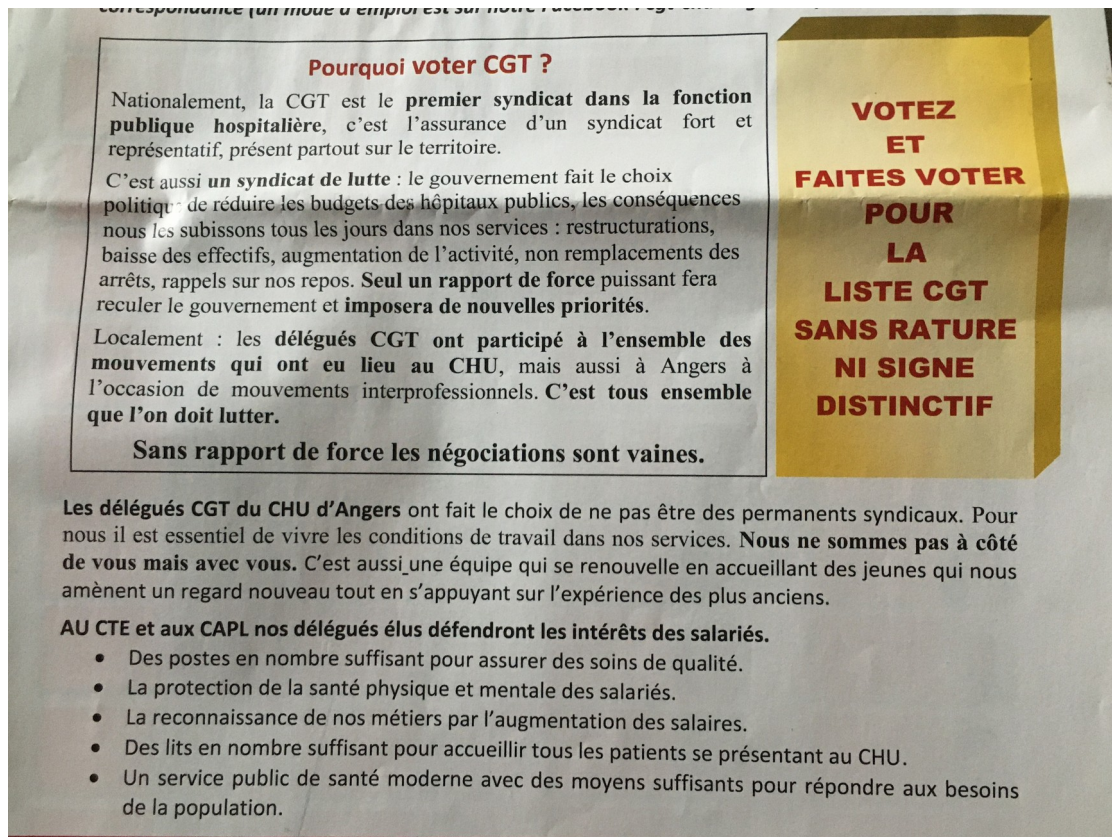 Pourquoi voter CGT ?
Nationalement, la CGT est le premier syndicat dans la fonction
publique hospitalière, c’est l’assurance d’un syndicat fort et
représentatif, présent partout sur le territoire.
C’est aussi un syndicat de lutte : le gouvernement fait le choix
politique de réduire les budgets des hôpitaux publics, les conséquences
nous les subissons tous les jours dans nos services : restructurations,
baisse des effectifs, augmentation de l’activité, non remplacements des
arrêts, rappels sur nos repos. Seul un rapport de force puissant fera
reculer le gouvernement et imposera de nouvelles priorités.
Localement : les délégués CGT ont participé à l’ensemble des
mouvements qui ont eu lieu au CHU, mais aussi à Angers à
l’occasion de mouvements interprofessionnels. C’est tous ensemble
que l’on doit lutter.
Sans rapport de force les négociations sont vaines.
VOTEZ
ET
FAITES VOTER
POUR
LA
LISTE CGT
SANS RATURE
NI SIGNE
DISTINCTIF
Les délégués CGT du CHU d’Angers ont fait le choix de ne pas être des permanents syndicaux. Pour
nous il est essentiel de vivre les conditions de travail dans nos services. Nous ne sommes pas à côté
de vous mais avec vous. C’est aussi une équipe qui se renouvelle en accueillant des jeunes qui nous
amènent un regard nouveau tout en s’appuyant sur l’expérience des plus anciens.
AU CTE et aux CAPL nos délégués élus défendront les intérêts des salariés.
• Des postes en nombre suffisant pour assurer des soins de qualité.
• La protection de la santé physique et mentale des salariés.
• La reconnaissance de nos métiers par l’augmentation des salaires.
• Des lits en nombre suffisant pour accueillir tous les patients se présentant au CHU.
• Un service public de santé moderne avec des moyens suffisants pour répondre aux besoins
de la population.